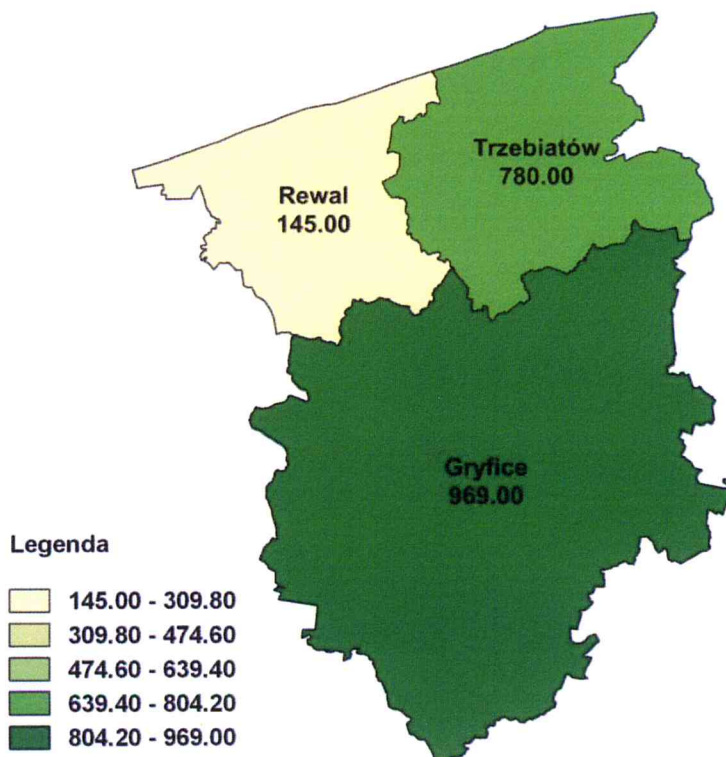 Trzebiatów
780.00
Rewal
145.00
Gryfice
969.00
Legenda
145.00 - 309.80
309.80 - 474.60
474.60 - 639.40
639.40 - 804.20
804.20 - 969.00